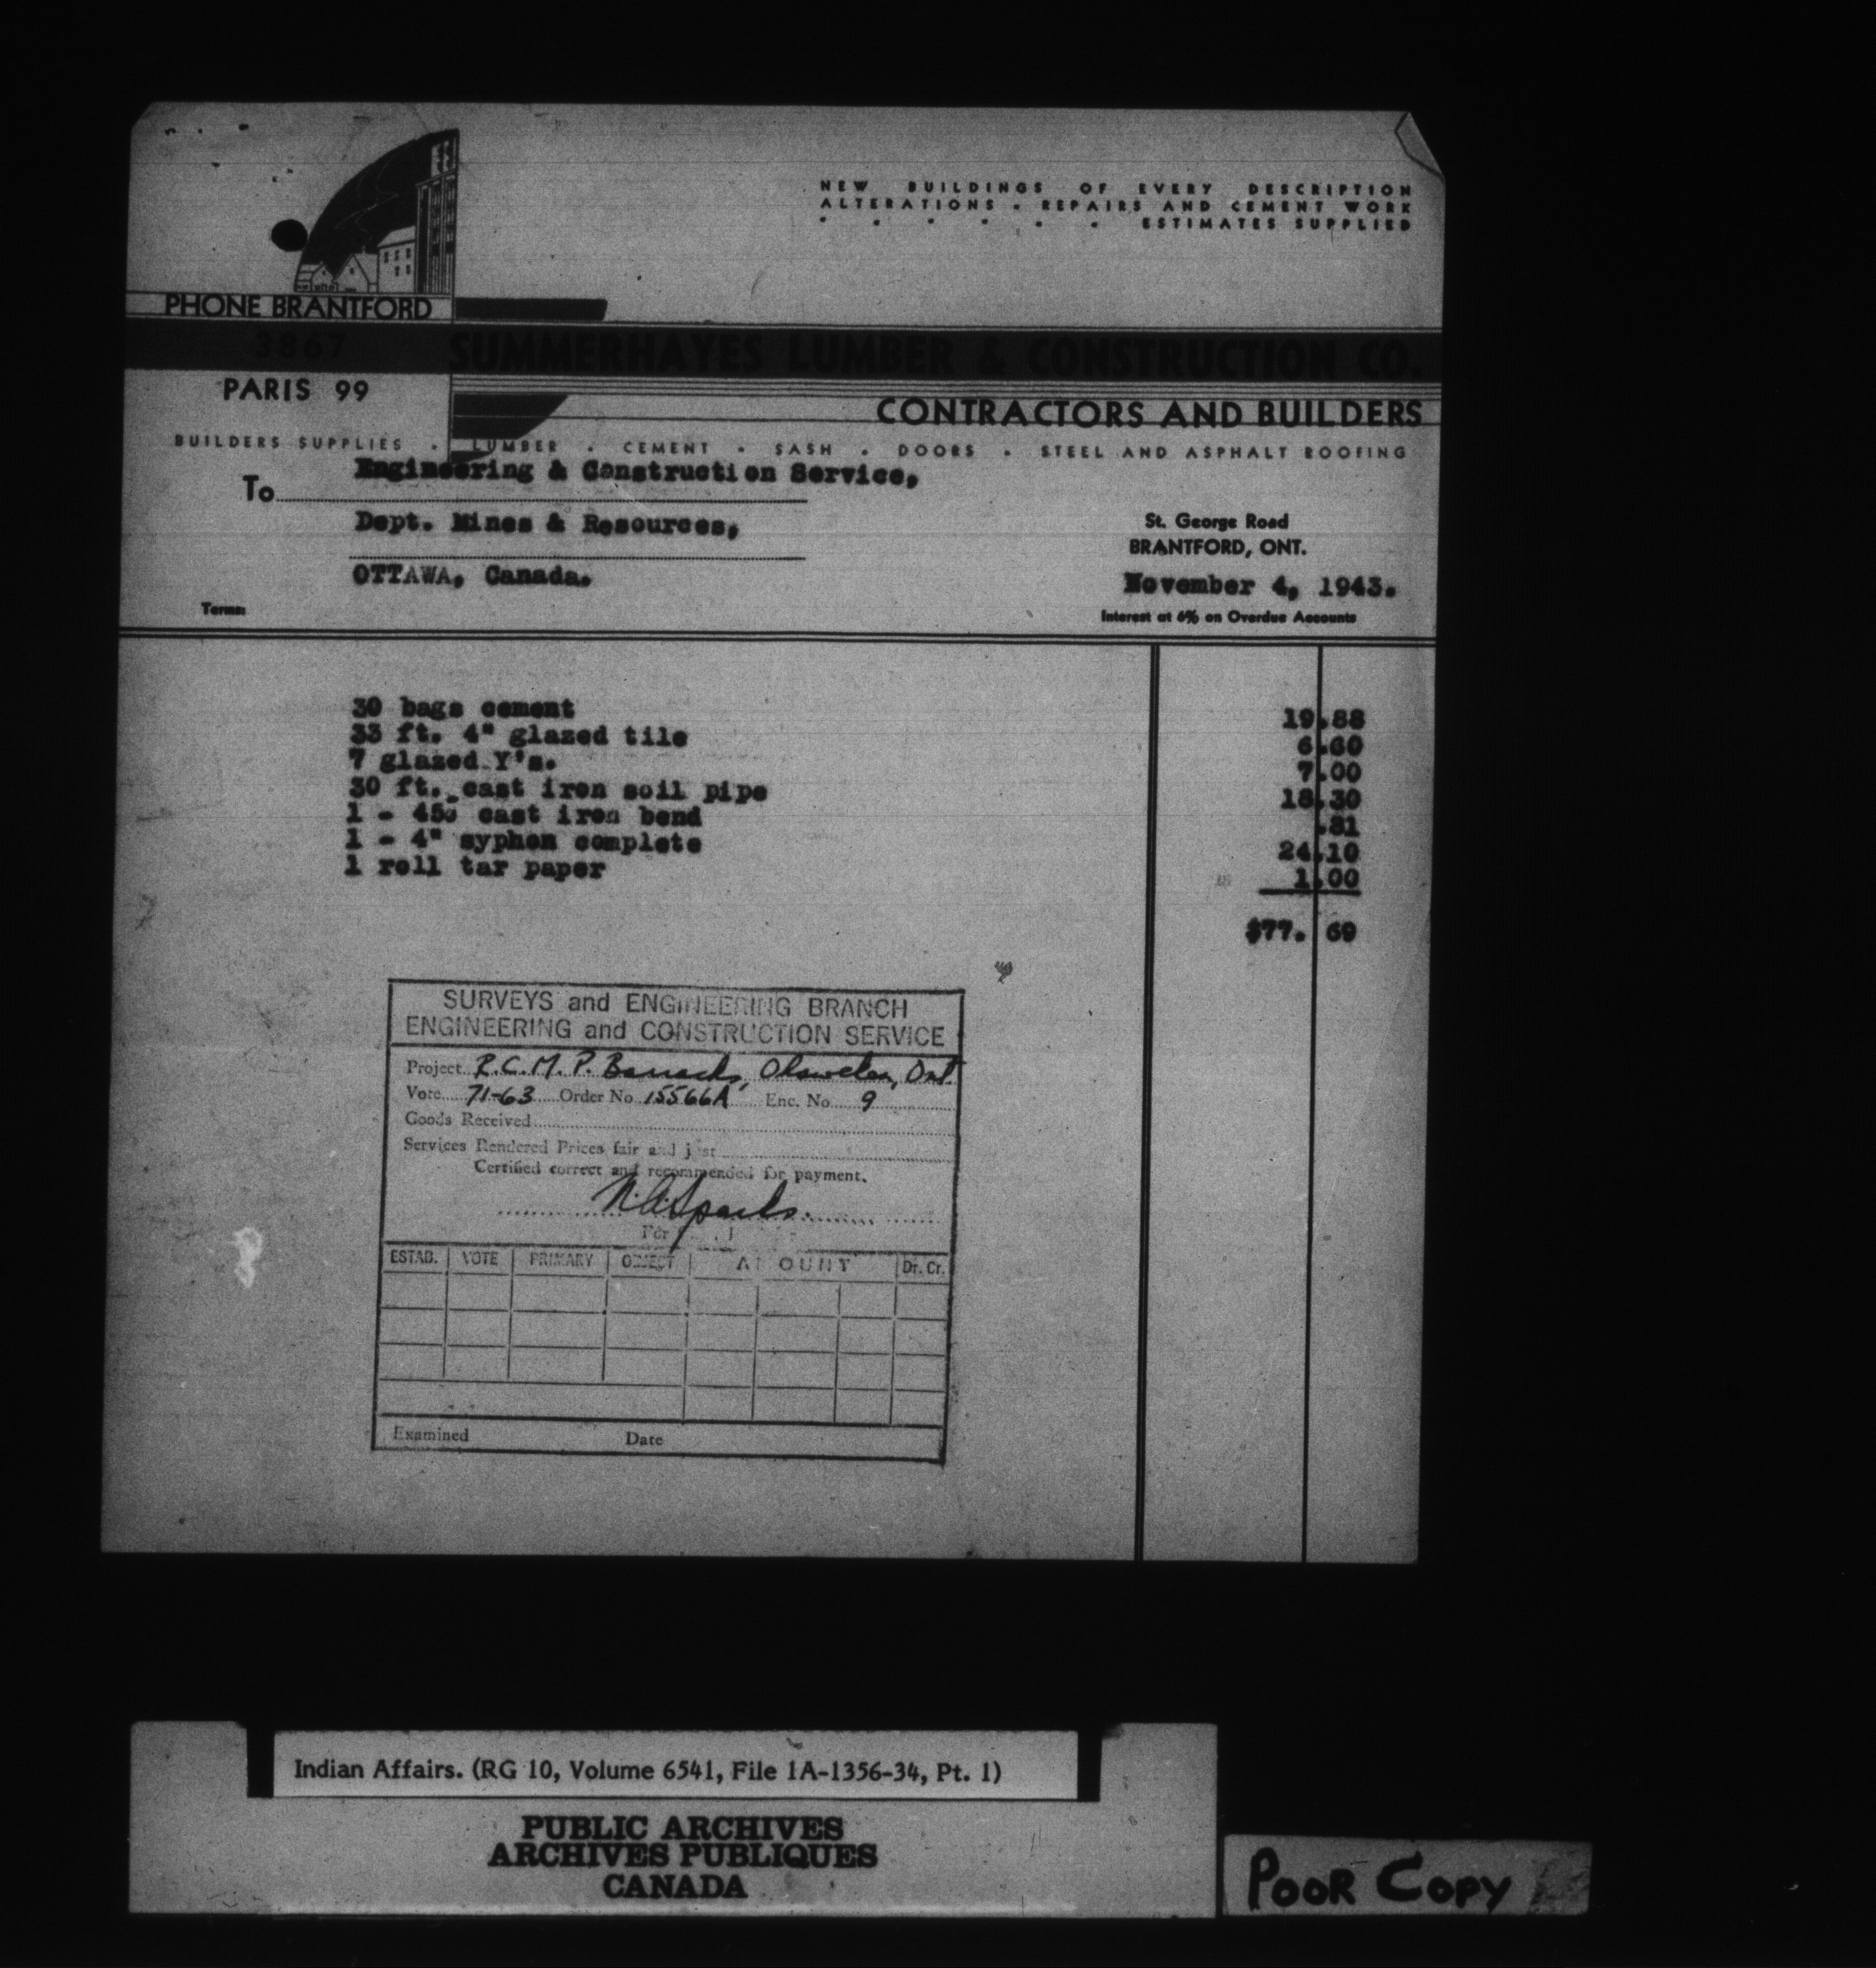 NEW BUILDINGS OF EVERY DESCRIPTION
ALTERATIONS . REPAIRS AND CEMENT WORK
. . . . . . ESTIMATES SUPPLIED
PHONE BRANTFORD
3867
SUMMERHAYES LUMBER & CONSTRUCTION CO.
PARIS 99
CONTRACTORS AND BUILDERS
BUILDERS SUPPLIES . LUMBER . CEMENT . SASH . DOORS . STEEL AND ASPHALT ROOFING
To Engineering & Construction Service,
Dept. Mines & Resources,
OTTAWA, Canada.
St. George Road
BRANTFORD, ONT.
November 4, 1943.
Terms:
Interest at 6% on Overdue Accounts
30 bags cement 19.88
33 ft. 4" glazed tile 6.60
7 glazed Y's. 7.00
30 ft. cast iron soil pipe 18.30
1 - 45° cast iron bend .81
1 - 4" syphon complete 24.10
1 roll tar paper 1.00
$77.69
SURVEYS and ENGINEERING BRANCH
ENGINEERING and CONSTRUCTION SERVICE
Project R.C.M.P. Barracks, Ohsweken, Ont.
Vote 71-63 Order No 15566A Enc. No. 9
Goods Received
Services Rendered Prices fair and just
Certified correct and recommended for payment.
For
ESTAB. VOTE PRIMARY OBJECT AMOUNT Dr. Cr.
Examined Date
Indian Affairs. (RG 10, Volume 6541, File 1A-1356-34, Pt. 1)
PUBLIC ARCHIVES
ARCHIVES PUBLIQUES
CANADA
POOR COPY